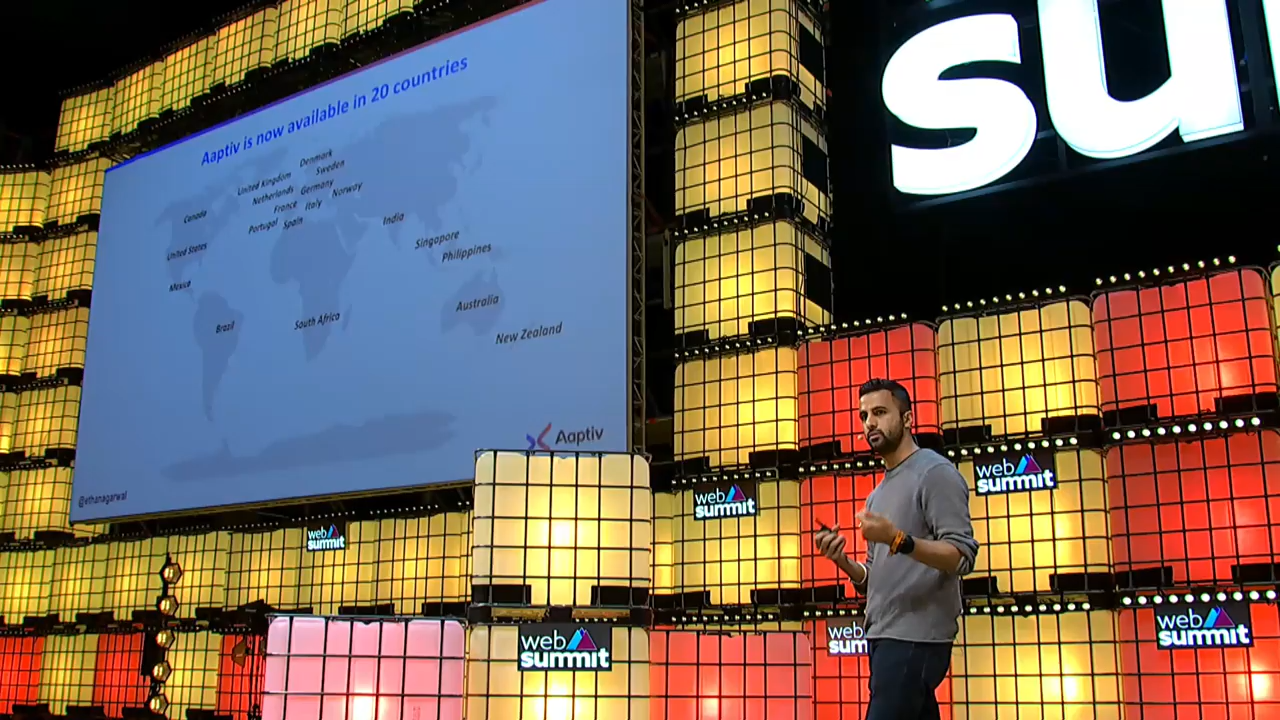 Aaptiv is now available in 20 countries
Denmark
Sweden
United Kingdom
Netherlands
Germany
Norway
France
Italy
Portugal
Spain
Canada
United States
Mexico
Brazil
South Africa
India
Singapore
Philippines
Australia
New Zealand
Aaptiv
@ethanagarwal
su
web
summit
web
summit
web
summit
web
summit
web
summ
web
summit